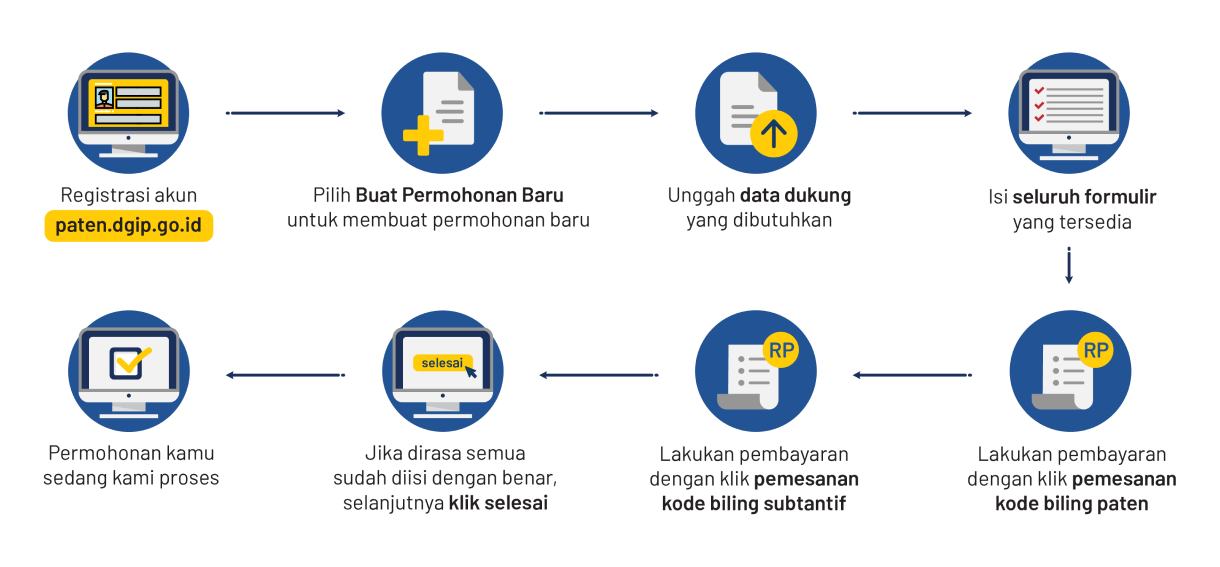 Registrasi akun
paten.dgip.go.id
Pilih Buat Permohonan Baru
untuk membuat permohonan baru
Unggah data dukung
yang dibutuhkan
Isi seluruh formulir
yang tersedia
RP
Lakukan pembayaran
dengan klik pemesanan
kode biling paten
RP
Lakukan pembayaran
dengan klik pemesanan
kode biling subtantif
selesai
Jika dirasa semua
sudah diisi dengan benar,
selanjutnya klik selesai
Permohonan kamu
sedang kami proses